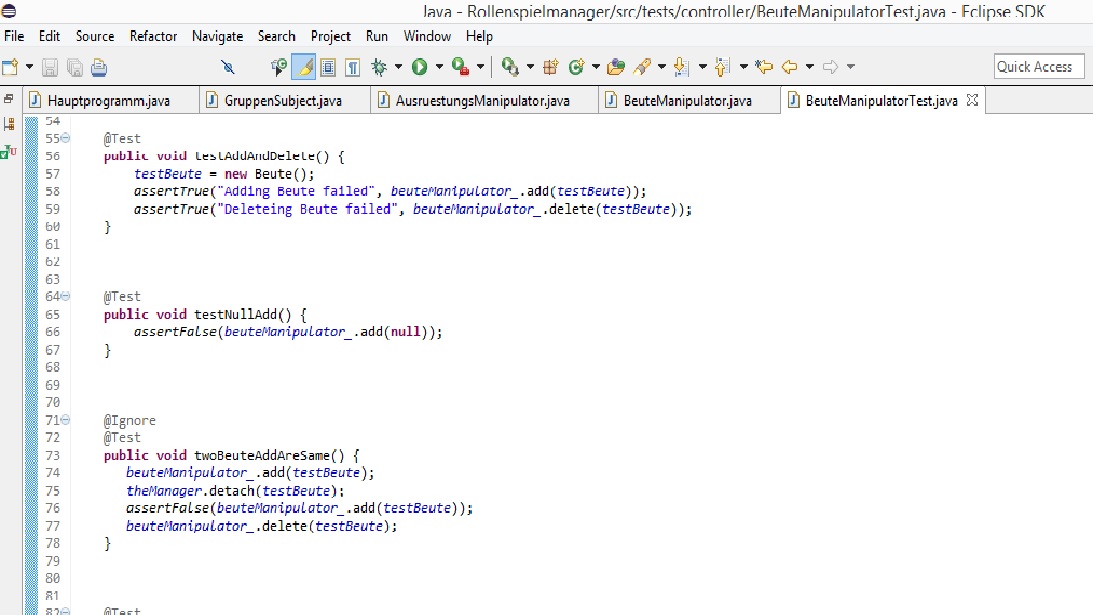 Java - Rollenspielmanager/src/tests/controller/BeuteManipulatorTest.java - Eclipse SDK
File Edit Source Refactor Navigate Search Project Run Window Help
Quick Access
Hauptprogramm.java GruppenSubject.java AusruestungsManipulator.java BeuteManipulator.java BeuteManipulatorTest.java
54
55 @Test
56 public void testAddAndDelete() {
57 testBeute = new Beute();
58 assertTrue("Adding Beute failed", beuteManipulator_.add(testBeute));
59 assertTrue("Deleteing Beute failed", beuteManipulator_.delete(testBeute));
60 }
61
62
63
64 @Test
65 public void testNullAdd() {
66 assertFalse(beuteManipulator_.add(null));
67 }
68
69
70
71 @Ignore
72 @Test
73 public void twoBeuteAddAreSame() {
74 beuteManipulator_.add(testBeute);
75 theManager.detach(testBeute);
76 assertFalse(beuteManipulator_.add(testBeute));
77 beuteManipulator_.delete(testBeute);
78 }
79
80
81
82 @Test